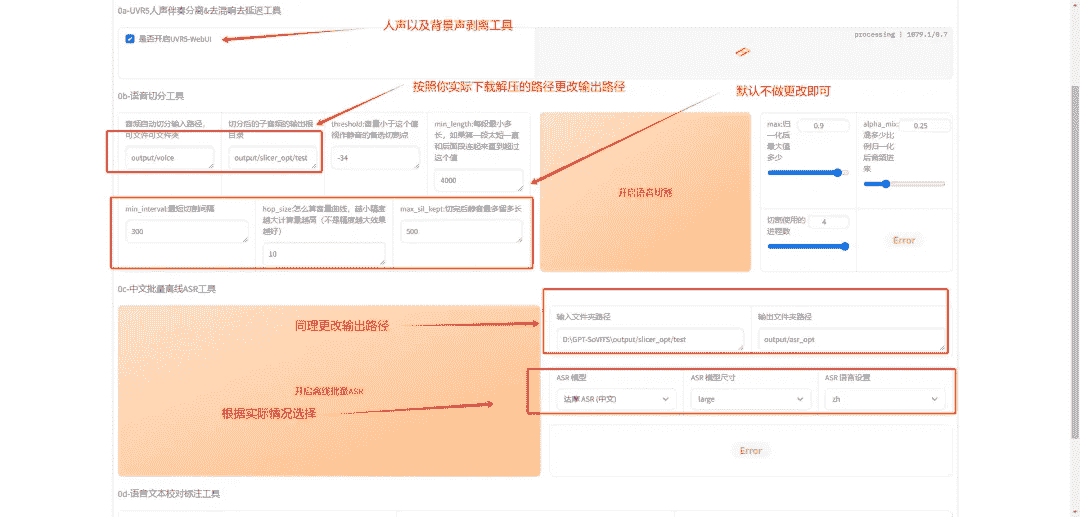 0a-UVR5人声伴奏分离&去混响去延迟工具
人声以及背景声剥离工具
是否开启UVR5-WebUI
processing | 1079.1/8.7
按照你实际下载解压的路径更改输出路径
默认不做更改即可
0b-语音切分工具
音频自动切分输入路径，
可文件可文件夹
output/voice
切分后的子音频的输出根
目录
output/slicer_opt/test
threshold:音量小于这个值
视作静音的备选切割点
-34
min_length:每段最小多
长，如果第一段太短一直
和后面段连起来直到超过
这个值
4000
min_interval:最短切割间隔
300
hop_size:怎么算音量曲线，越小精度
越大计算量越高（不是精度越大效果
越好）
10
max_sil_kept:切完后静音最多留多长
500
开启语音切割
max:归
一化后
最大值
多少
0.9
alpha_mix:
混多少比
例归一化
后音频进
来
0.25
切割使用的
进程数
4
Error
0c-中文批量离线ASR工具
同理更改输出路径
开启离线批量ASR
根据实际情况选择
输入文件夹路径
D:\GPT-SoVITS\output/slicer_opt/test
输出文件夹路径
output/asr_opt
ASR 模型
达摩 ASR (中文)
ASR 模型尺寸
large
ASR 语言设置
zh
Error
0d-语音文本校对标注工具